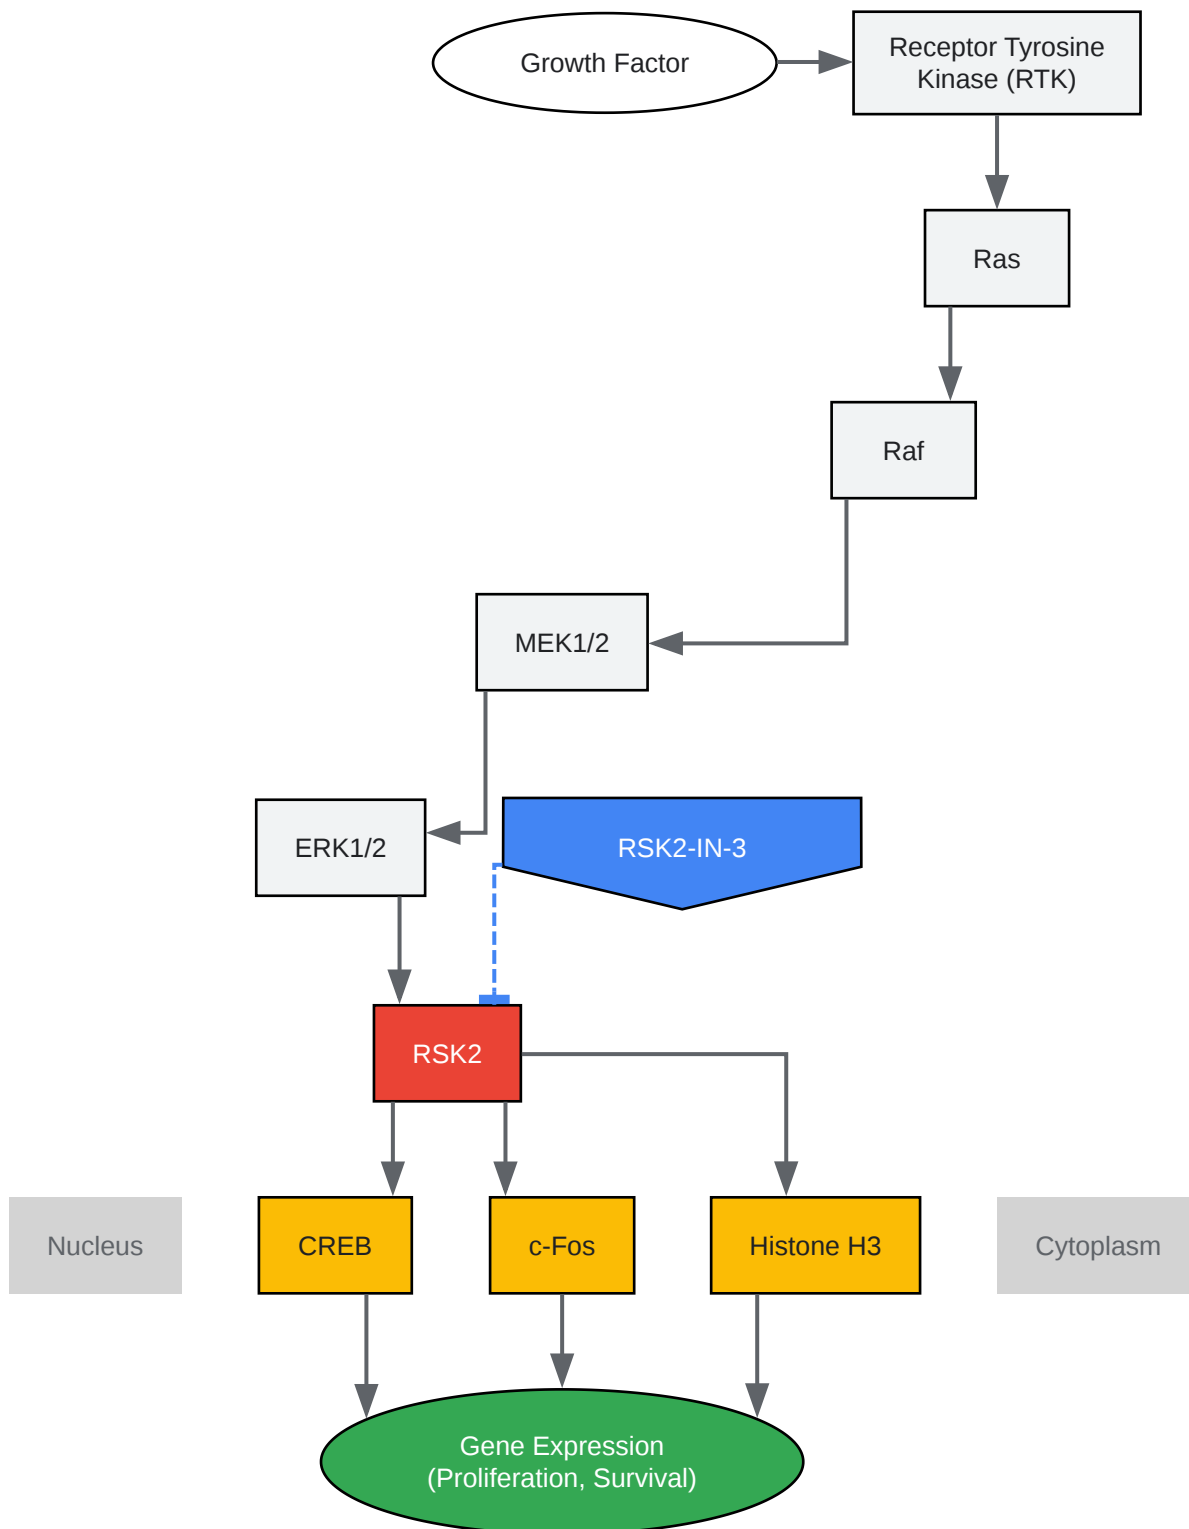 Growth Factor
Receptor Tyrosine
Kinase (RTK)
Ras
Raf
MEK1/2
ERK1/2
RSK2-IN-3
RSK2
Nucleus
CREB
c-Fos
Histone H3
Cytoplasm
Gene Expression
(Proliferation, Survival)